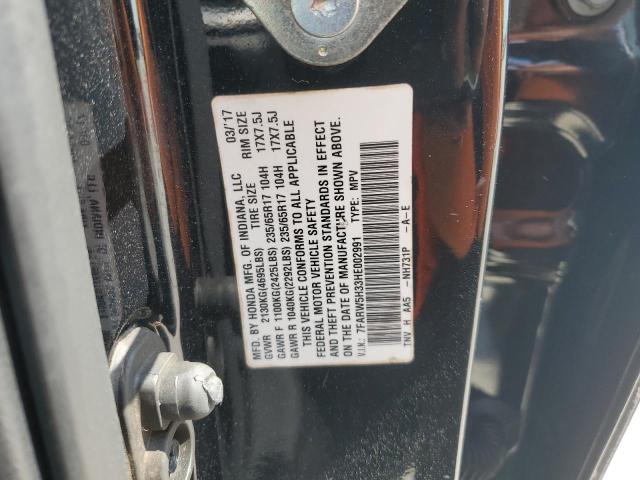 MFD. BY HONDA MFG. OF INDIANA, LLC 03/'17
TIRE SIZE RIM SIZE
GVWR 2130KG(4695LBS)
GAWR F 1100KG(2425LBS) 235/65R17 104H 17X7.5J
GAWR R 1040KG(2292LBS) 235/65R17 104H 17X7.5J
THIS VEHICLE CONFORMS TO ALL APPLICABLE
FEDERAL MOTOR VEHICLE SAFETY
AND THEFT PREVENTION STANDARDS IN EFFECT
ON THE DATE OF MANUFACTURE SHOWN ABOVE.
V.I.N.: 7FARW5H33HE002991 TYPE: MPV
TNV H AA5 -NH731P -A-E